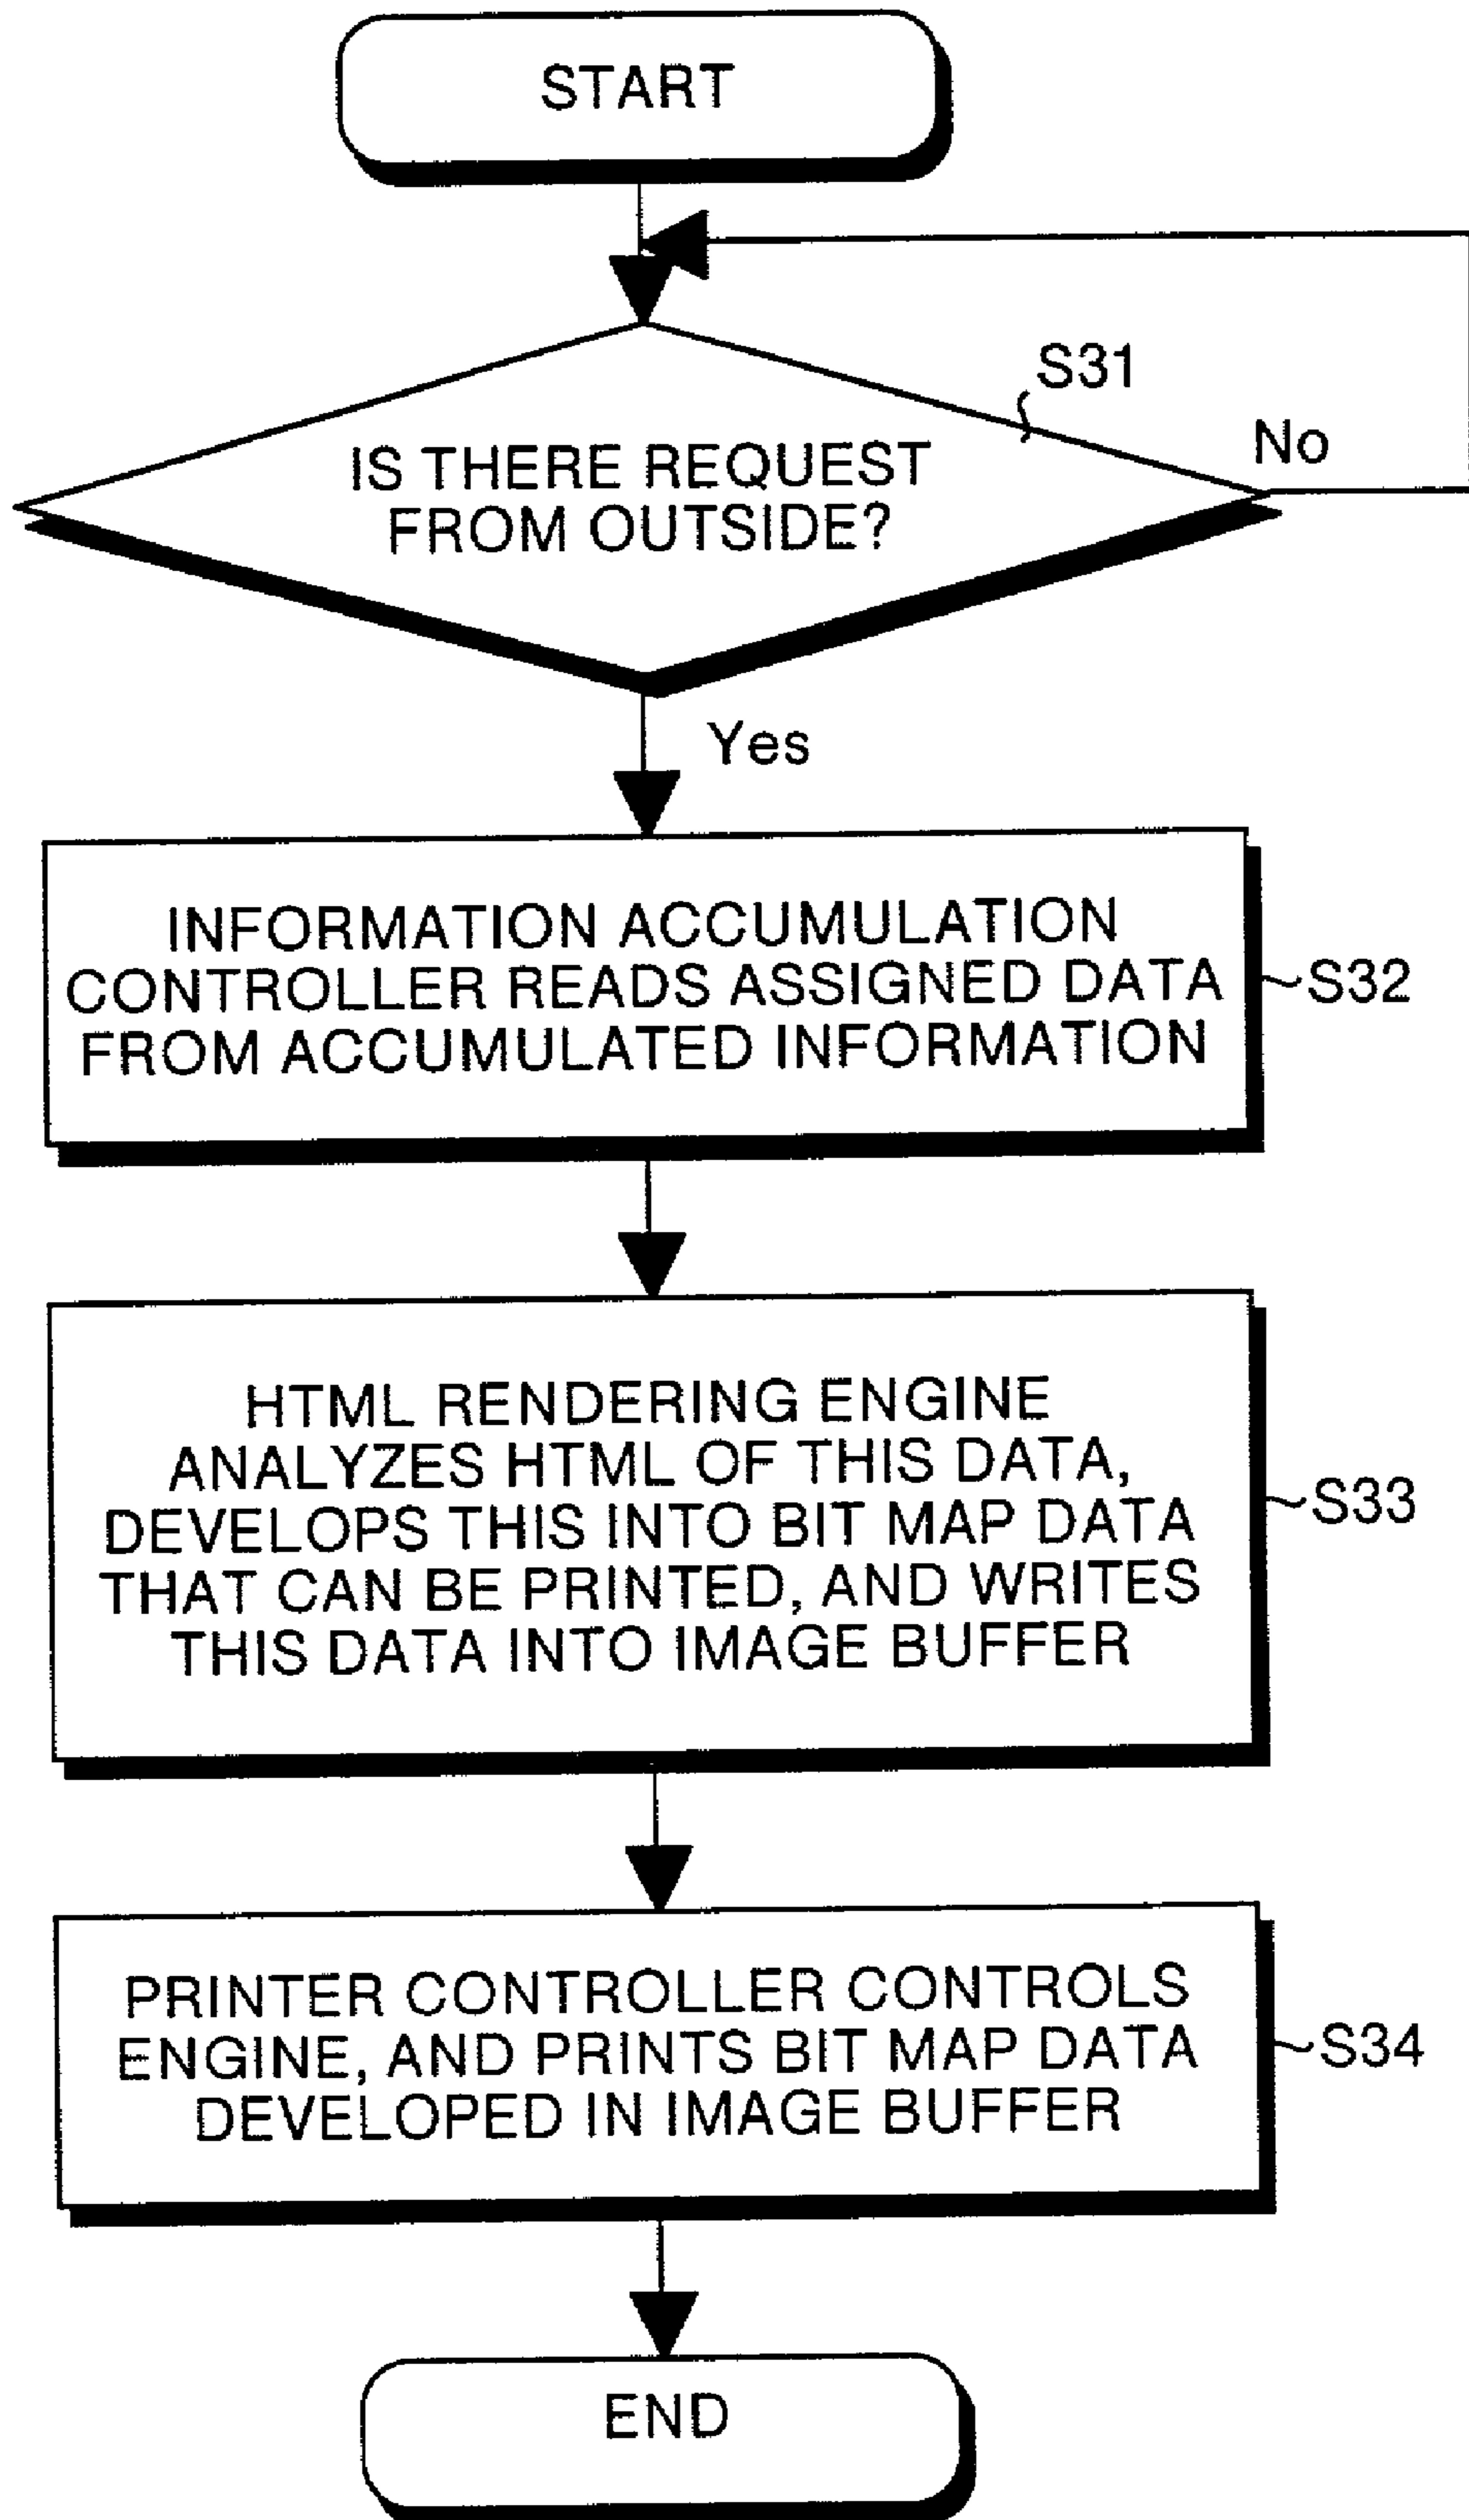 START
S31
No
IS THERE REQUEST
FROM OUTSIDE?
Yes
INFORMATION ACCUMULATION
CONTROLLER READS ASSIGNED DATA
FROM ACCUMULATED INFORMATION
S32
HTML RENDERING ENGINE
ANALYZES HTML OF THIS DATA,
DEVELOPS THIS INTO BIT MAP DATA
THAT CAN BE PRINTED, AND WRITES
THIS DATA INTO IMAGE BUFFER
S33
PRINTER CONTROLLER CONTROLS
ENGINE, AND PRINTS BIT MAP DATA
DEVELOPED IN IMAGE BUFFER
S34
END